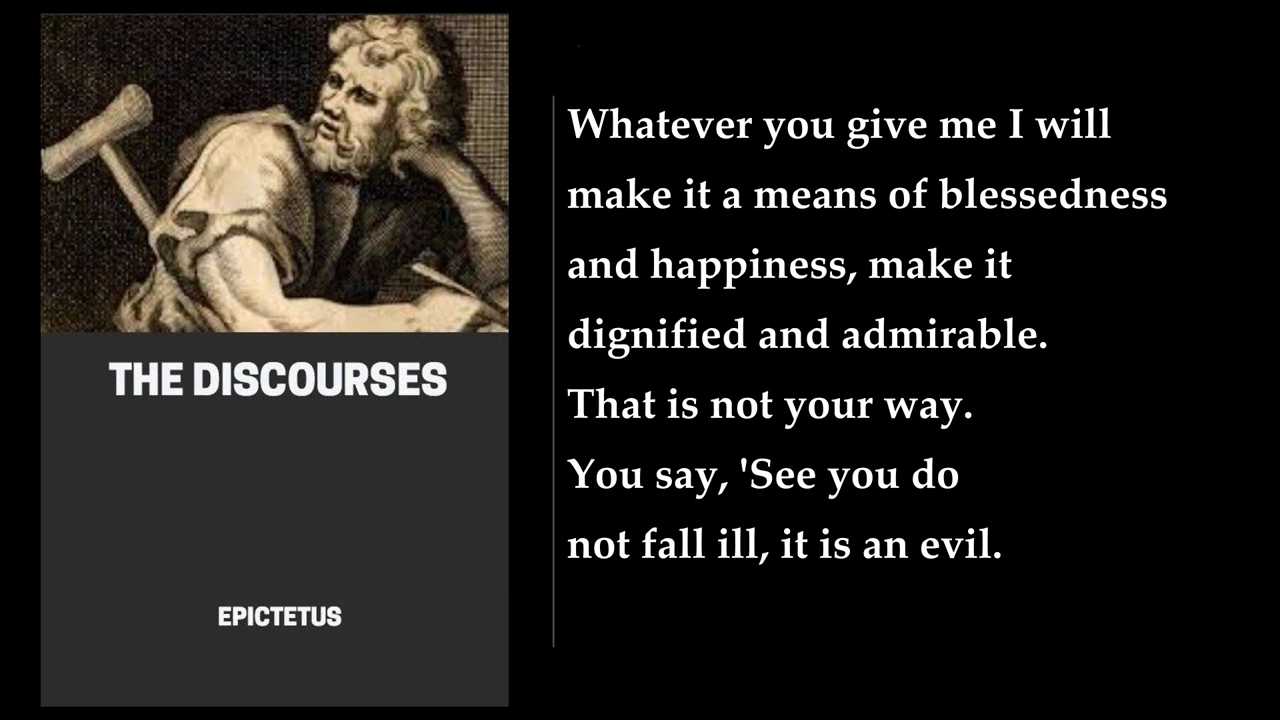 THE DISCOURSES
EPICTETUS
Whatever you give me I will
make it a means of blessedness
and happiness, make it
dignified and admirable.
That is not your way.
You say, 'See you do
not fall ill, it is an evil.